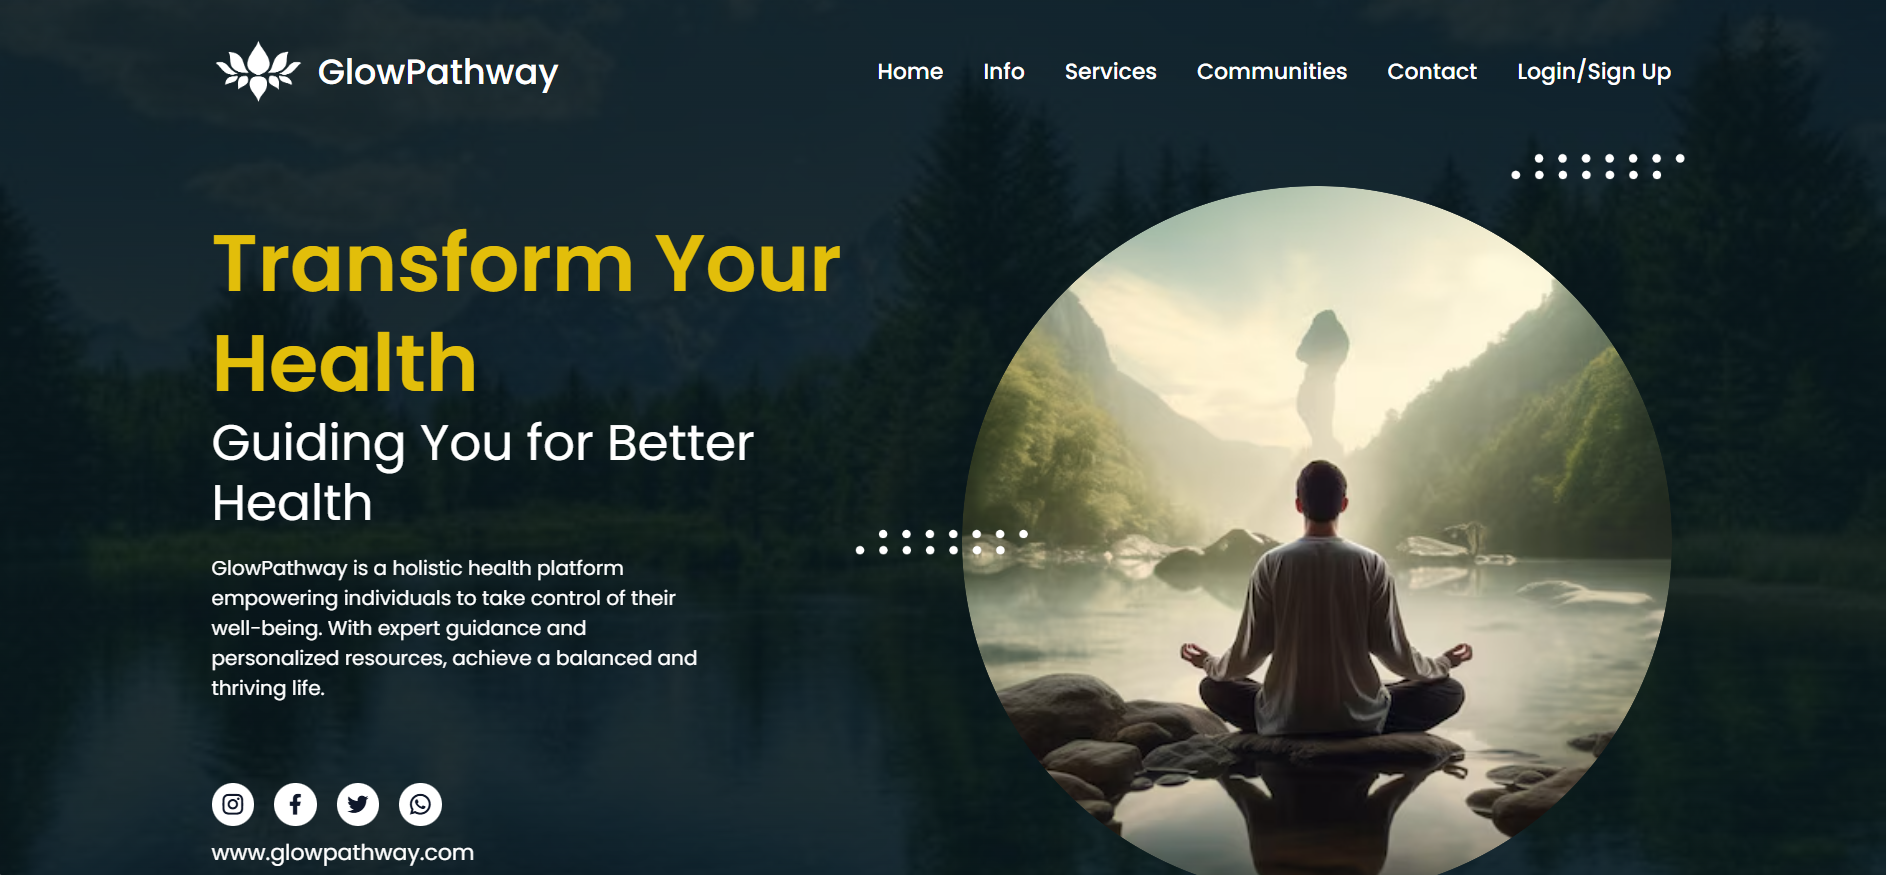 GlowPathway
Home Info Services Communities Contact Login/Sign Up
Transform Your
Health
Guiding You for Better
Health
GlowPathway is a holistic health platform
empowering individuals to take control of their
well-being. With expert guidance and
personalized resources, achieve a balanced and
thriving life.
www.glowpathway.com